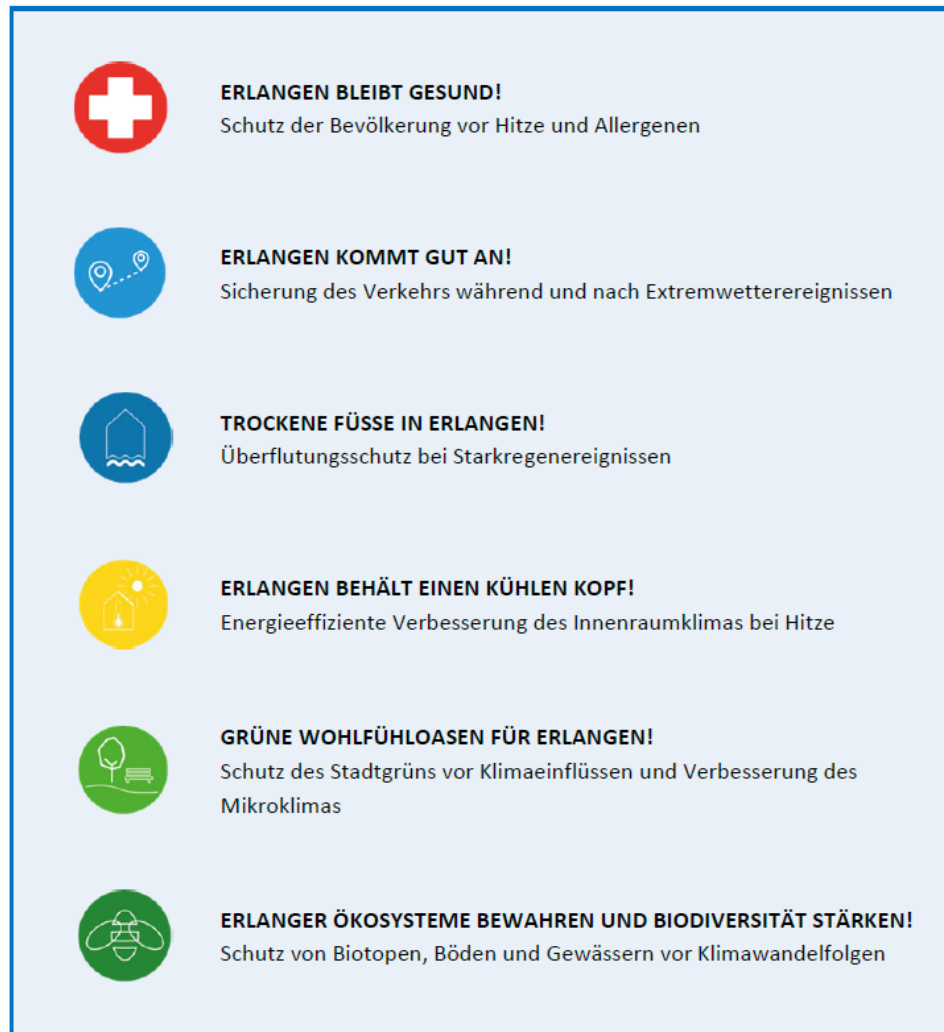 ERLANGEN BLEIBT GESUND!
Schutz der Bevölkerung vor Hitze und Allergenen
ERLANGEN KOMMT GUT AN!
Sicherung des Verkehrs während und nach Extremwetterereignissen
TROCKENE FÜSSE IN ERLANGEN!
Überflutungsschutz bei Starkregenereignissen
ERLANGEN BEHÄLT EINEN KÜHLEN KOPF!
Energieeffiziente Verbesserung des Innenraumklimas bei Hitze
GRÜNE WOHLFÜHLOASEN FÜR ERLANGEN!
Schutz des Stadtgrüns vor Klimaeinflüssen und Verbesserung des
Mikroklimas
ERLANGER ÖKOSYSTEME BEWAHREN UND BIODIVERSITÄT STÄRKEN!
Schutz von Biotopen, Böden und Gewässern vor Klimawandelfolgen